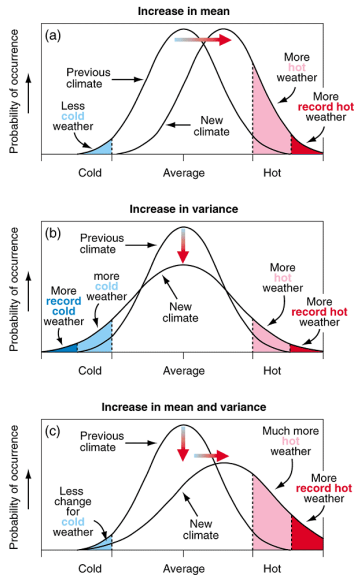 Increase in mean
(a)
Probability of occurrence
Previous
climate
Less
cold
weather
New
climate
More
hot
weather
More
record hot
weather
Cold
Average
Hot
Increase in variance
(b)
Probability of occurrence
Previous
climate
More
record
cold
weather
more
cold
weather
New
climate
More
hot
weather
More
record hot
weather
Cold
Average
Hot
Increase in mean and variance
(c)
Probability of occurrence
Previous
climate
Less
change
for
cold
weather
New
climate
Much more
hot
weather
More
record hot
weather
Cold
Average
Hot